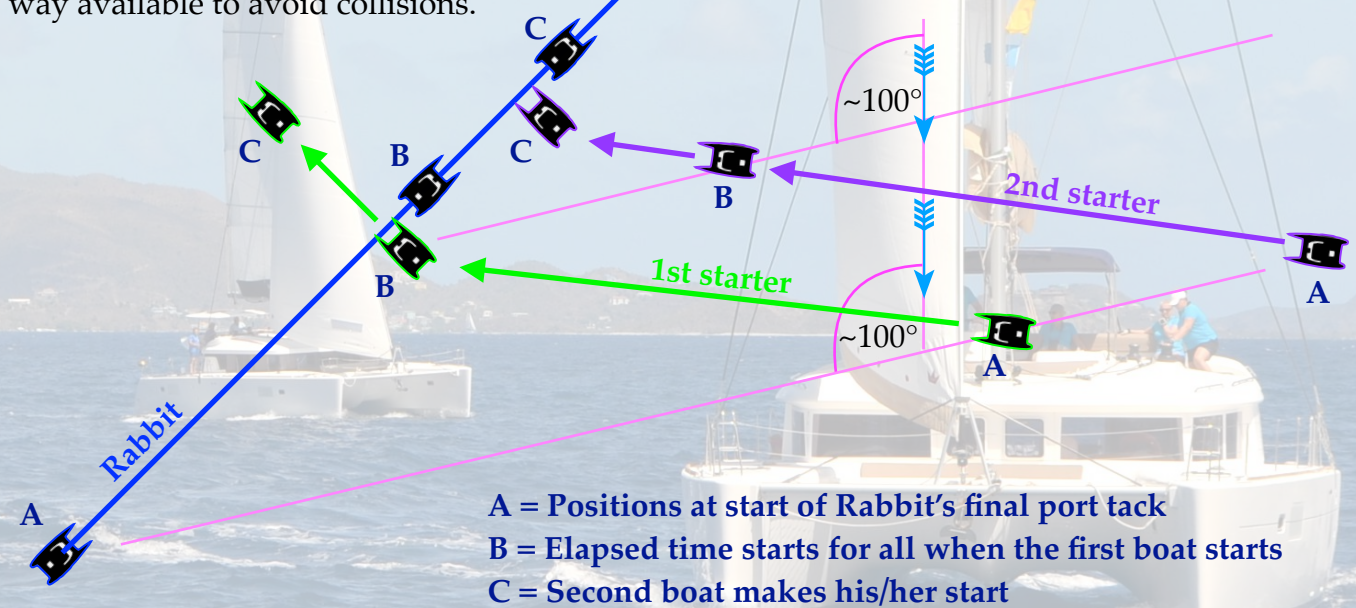 way available to avoid collisions.
C
~100°
C
C
B
B
2nd starter
B
1st starter
A
~100°
A
Rabbit
A
A = Positions at start of Rabbit’s final port tack
B = Elapsed time starts for all when the first boat starts
C = Second boat makes his/her start